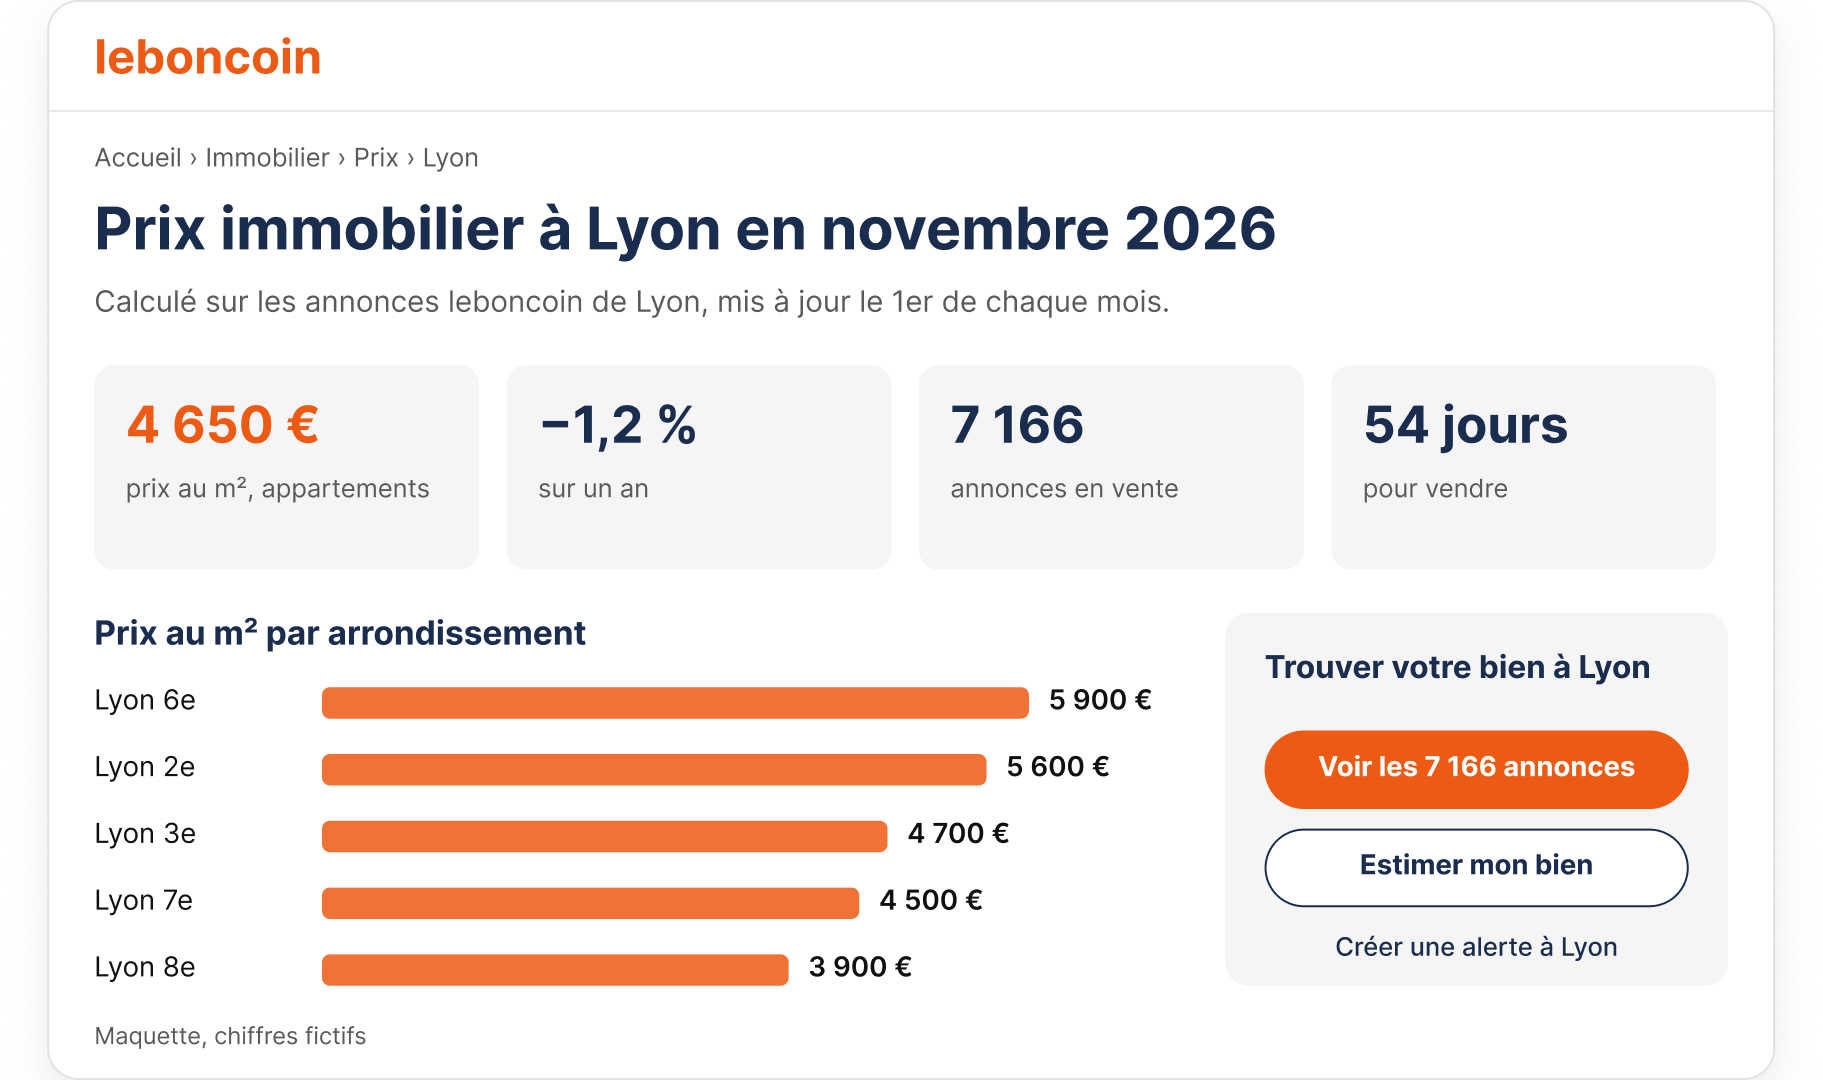 leboncoin
Accueil › Immobilier › Prix › Lyon
Prix immobilier à Lyon en novembre 2026
Calculé sur les annonces leboncoin de Lyon, mis à jour le 1er de chaque mois.
4 650 €
prix au m², appartements
−1,2 %
sur un an
7 166
annonces en vente
54 jours
pour vendre
Prix au m² par arrondissement
Lyon 6e 5 900 €
Lyon 2e 5 600 €
Lyon 3e 4 700 €
Lyon 7e 4 500 €
Lyon 8e 3 900 €
Maquette, chiffres fictifs
Trouver votre bien à Lyon
Voir les 7 166 annonces
Estimer mon bien
Créer une alerte à Lyon